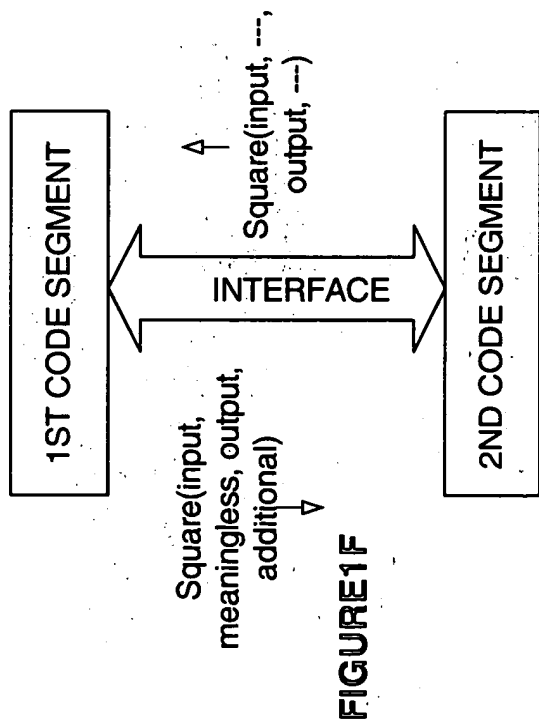 1ST CODE SEGMENT
Square(input,
meaningless, output,
additional)
INTERFACE
Square(input, ---,
output, ---)
2ND CODE SEGMENT
FIGURE1F